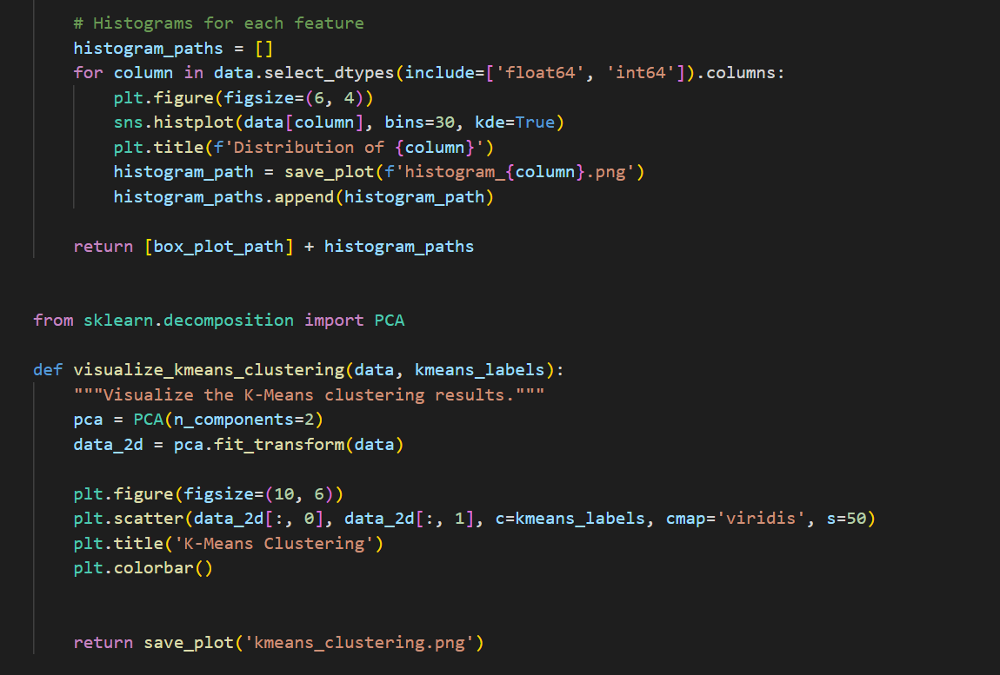 # Histograms for each feature
histogram_paths = []
for column in data.select_dtypes(include=['float64', 'int64']).columns:
plt.figure(figsize=(6, 4))
sns.histplot(data[column], bins=30, kde=True)
plt.title(f'Distribution of {column}')
histogram_path = save_plot(f'histogram_{column}.png')
histogram_paths.append(histogram_path)
return [box_plot_path] + histogram_paths
from sklearn.decomposition import PCA
def visualize_kmeans_clustering(data, kmeans_labels):
"""Visualize the K-Means clustering results."""
pca = PCA(n_components=2)
data_2d = pca.fit_transform(data)
plt.figure(figsize=(10, 6))
plt.scatter(data_2d[:, 0], data_2d[:, 1], c=kmeans_labels, cmap='viridis', s=50)
plt.title('K-Means Clustering')
plt.colorbar()
return save_plot('kmeans_clustering.png')